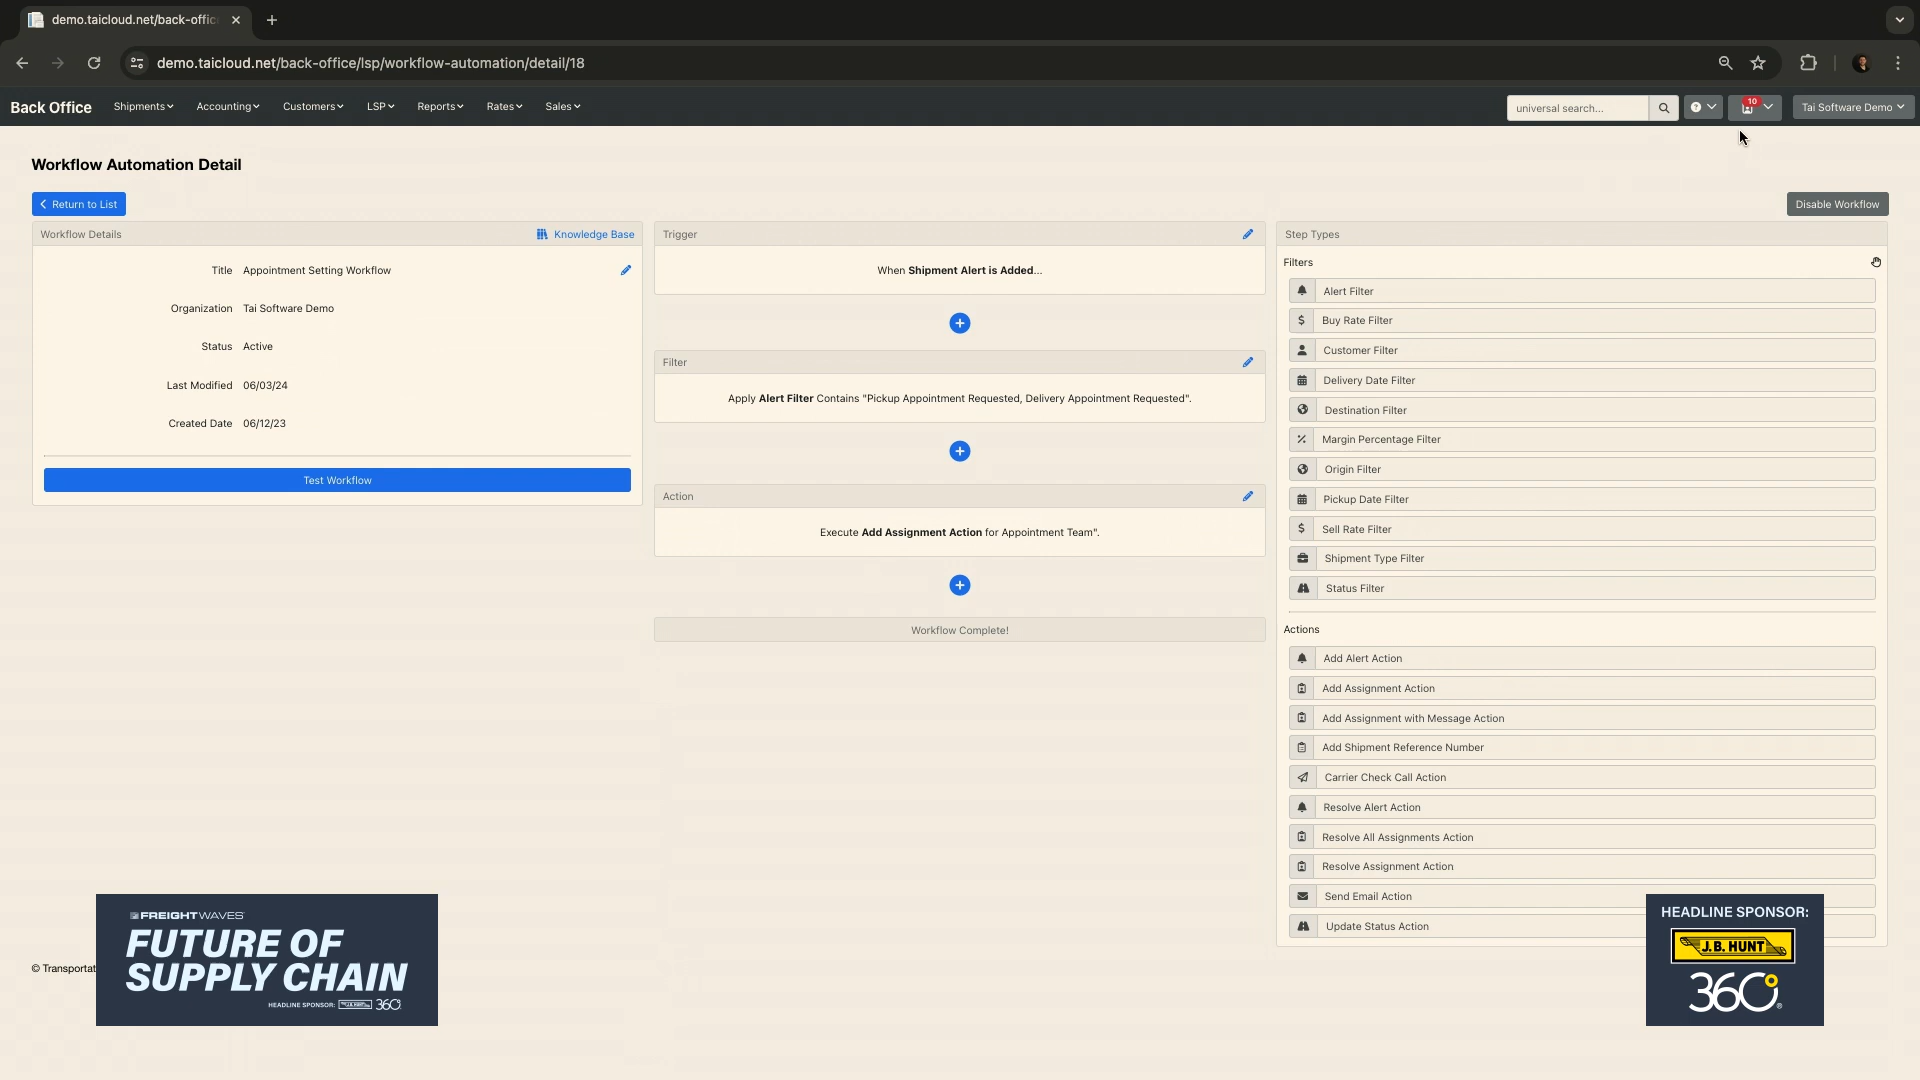 demo.taicloud.net/back-offic
demo.taicloud.net/back-office/lsp/workflow-automation/detail/18
Back Office
Shipments
Accounting
Customers
LSP
Reports
Rates
Sales
universal search...
10
Tai Software Demo
Workflow Automation Detail
Return to List
Disable Workflow
Workflow Details
Knowledge Base
Title Appointment Setting Workflow
Organization Tai Software Demo
Status Active
Last Modified 06/03/24
Created Date 06/12/23
Test Workflow
Trigger
When Shipment Alert is Added...
Filter
Apply Alert Filter Contains "Pickup Appointment Requested, Delivery Appointment Requested".
Action
Execute Add Assignment Action for Appointment Team".
Workflow Complete!
Step Types
Filters
Alert Filter
Buy Rate Filter
Customer Filter
Delivery Date Filter
Destination Filter
Margin Percentage Filter
Origin Filter
Pickup Date Filter
Sell Rate Filter
Shipment Type Filter
Status Filter
Actions
Add Alert Action
Add Assignment Action
Add Assignment with Message Action
Add Shipment Reference Number
Carrier Check Call Action
Resolve Alert Action
Resolve All Assignments Action
Resolve Assignment Action
Send Email Action
Update Status Action
© Transportat
FREIGHTWAVES
FUTURE OF
SUPPLY CHAIN
HEADLINE SPONSOR: J.B. HUNT 360°
HEADLINE SPONSOR:
J.B. HUNT
360°